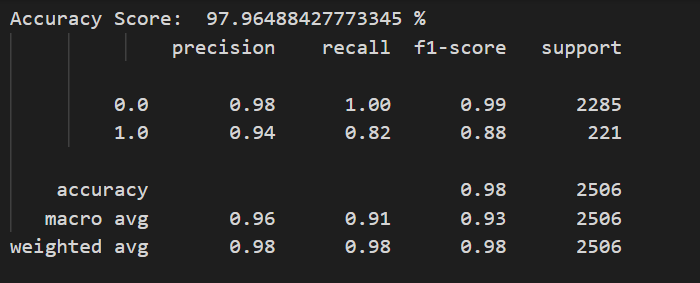 Accuracy Score:  97.96488427773345 %
              precision    recall  f1-score   support

         0.0       0.98      1.00      0.99      2285
         1.0       0.94      0.82      0.88       221

    accuracy                           0.98      2506
   macro avg       0.96      0.91      0.93      2506
weighted avg       0.98      0.98      0.98      2506